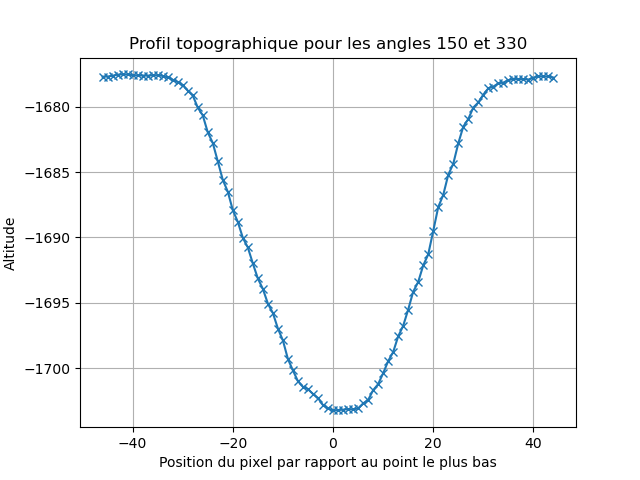 Profil topographique pour les angles 150 et 330
Altitude
−1680
−1685
−1690
−1695
−1700
−40 −20 0 20 40
Position du pixel par rapport au point le plus bas